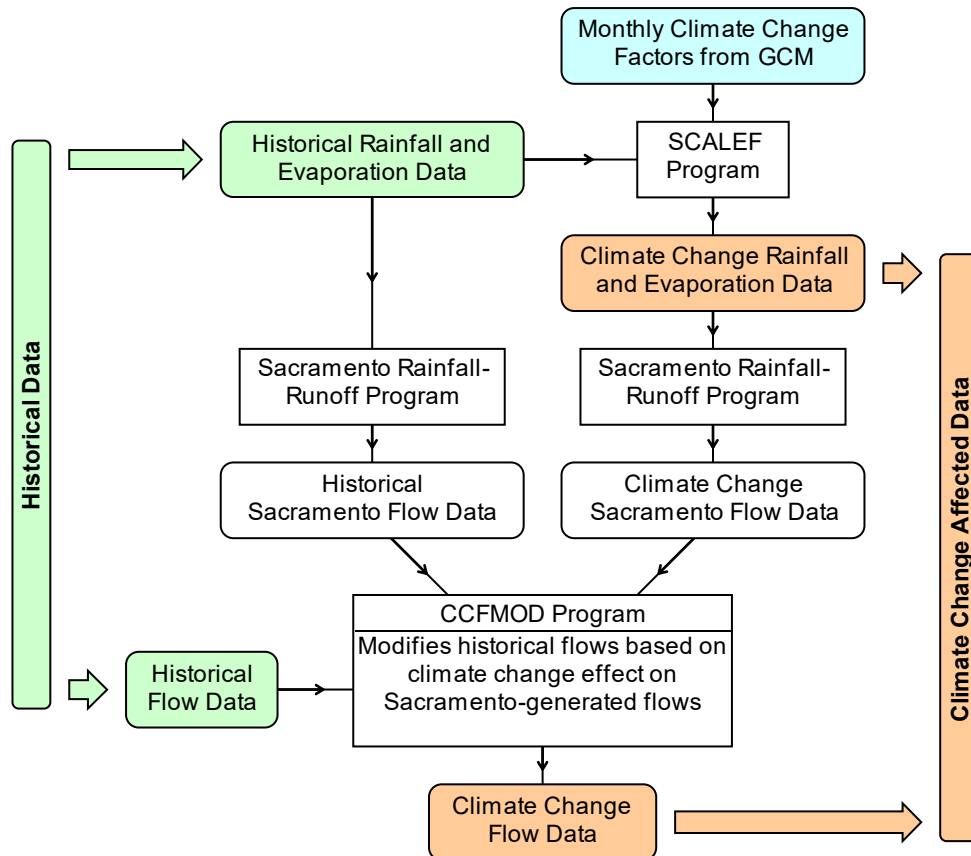 Monthly Climate Change
Factors from GCM
Historical Rainfall and
Evaporation Data
SCALEF
Program
Climate Change Rainfall
and Evaporation Data
Historical Data
Sacramento Rainfall-
Runoff Program
Sacramento Rainfall-
Runoff Program
Climate Change Affected Data
Historical
Sacramento Flow Data
Climate Change
Sacramento Flow Data
CCFMOD Program
Modifies historical flows based on
climate change effect on
Sacramento-generated flows
Historical
Flow Data
Climate Change
Flow Data